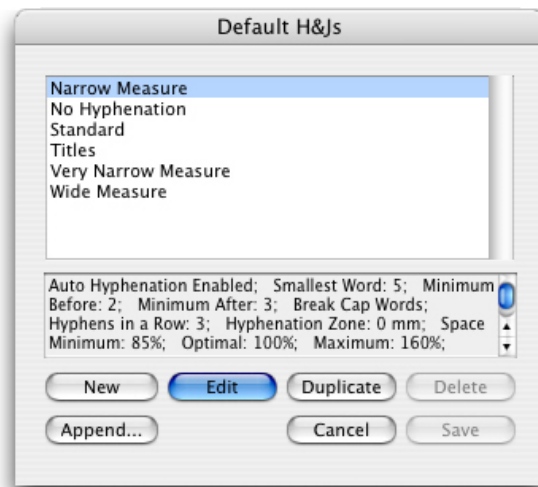 Default H&Js
Narrow Measure
No Hyphenation
Standard
Titles
Very Narrow Measure
Wide Measure
Auto Hyphenation Enabled;   Smallest Word: 5;   Minimum
Before: 2;   Minimum After: 3;   Break Cap Words;
Hyphens in a Row: 3;   Hyphenation Zone: 0 mm;   Space
Minimum: 85%;   Optimal: 100%;   Maximum: 160%;
New Edit Duplicate Delete
Append... Cancel Save